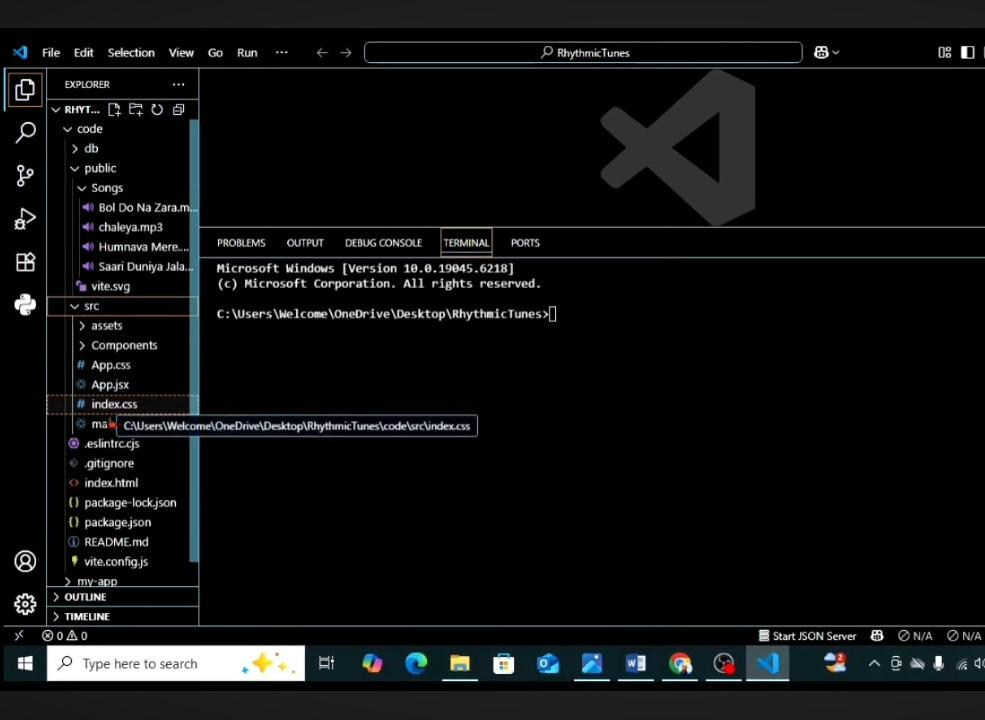 File Edit Selection View Go Run ··· RhythmicTunes
EXPLORER ···
RHYT...
code
db
public
Songs
Bol Do Na Zara.m...
chaleya.mp3
Humnava Mere....
Saari Duniya Jala...
vite.svg
src
assets
Components
App.css
App.jsx
index.css
ma
C:\Users\Welcome\OneDrive\Desktop\RhythmicTunes\code\src\index.css
.eslintrc.cjs
.gitignore
index.html
package-lock.json
package.json
README.md
vite.config.js
my-app
OUTLINE
TIMELINE
PROBLEMS OUTPUT DEBUG CONSOLE TERMINAL PORTS
Microsoft Windows [Version 10.0.19045.6218]
(c) Microsoft Corporation. All rights reserved.
C:\Users\Welcome\OneDrive\Desktop\RhythmicTunes>
0 0 Start JSON Server N/A N/A
Type here to search
2